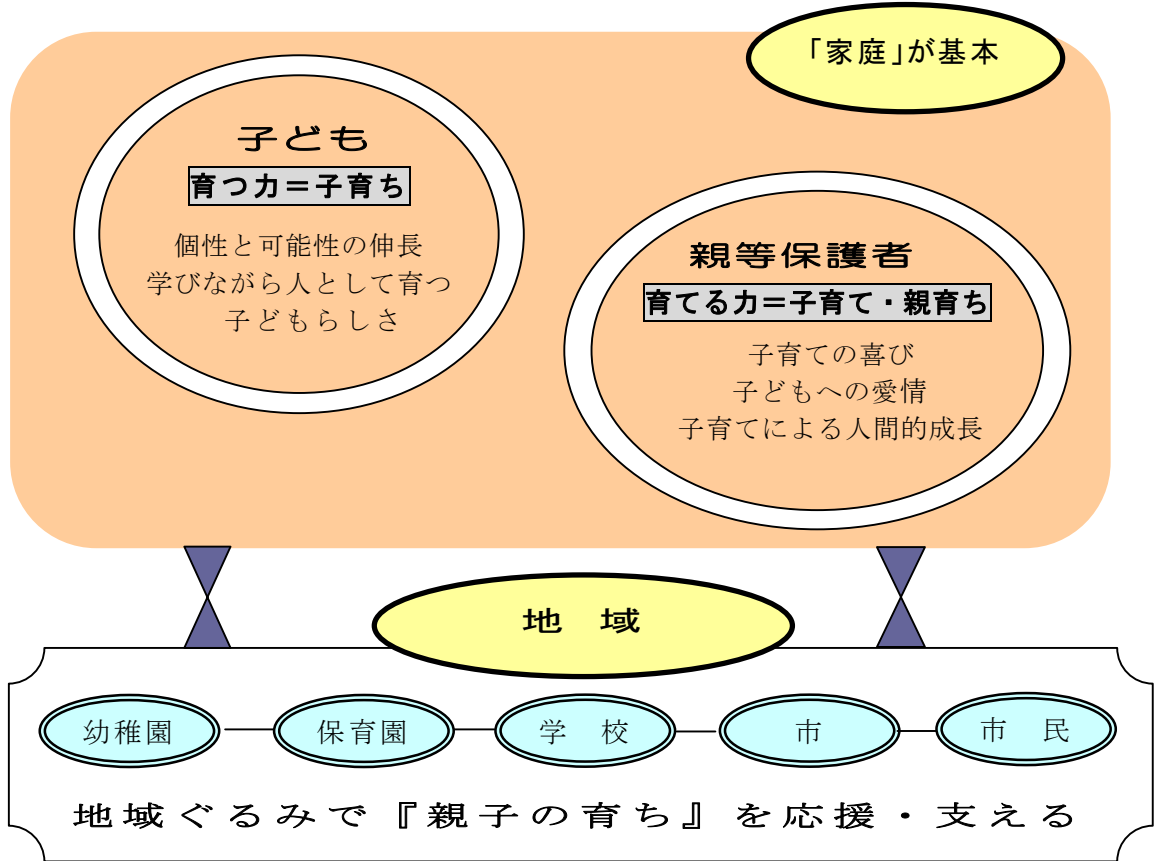 「家庭」が基本
子ども
育つ力＝子育ち
個性と可能性の伸長
学びながら人として育つ
子どもらしさ
親等保護者
育てる力＝子育て・親育ち
子育ての喜び
子どもへの愛情
子育てによる人間的成長
地　域
幼稚園
保育園
学　校
市
市　民
地域ぐるみで『親子の育ち』を応援・支える